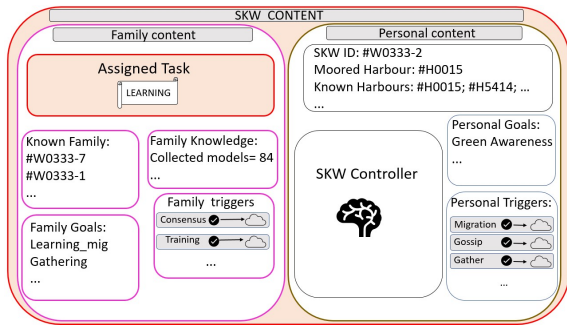 SKW CONTENT
Family content
Assigned Task
LEARNING
Known Family:
#W0333-7
#W0333-1
...
Family Goals:
Learning_mig
Gathering
...
Family Knowledge:
Collected models= 84
...
Family triggers
Consensus
Training
...
Personal content
SKW ID: #W0333-2
Moored Harbour: #H0015
Known Harbours: #H0015; #H5414; ...
...
SKW Controller
Personal Goals:
Green Awareness
...
Personal Triggers:
Migration
Gossip
Gather
...